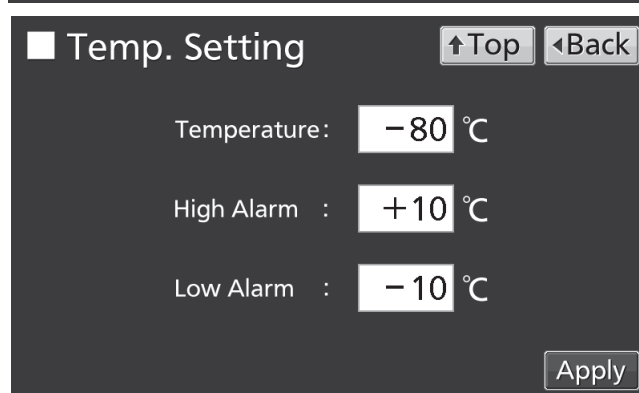 Temp. Setting ↑Top ◂Back
Temperature: −80 ℃
High Alarm : +10 ℃
Low Alarm : −10 ℃
Apply